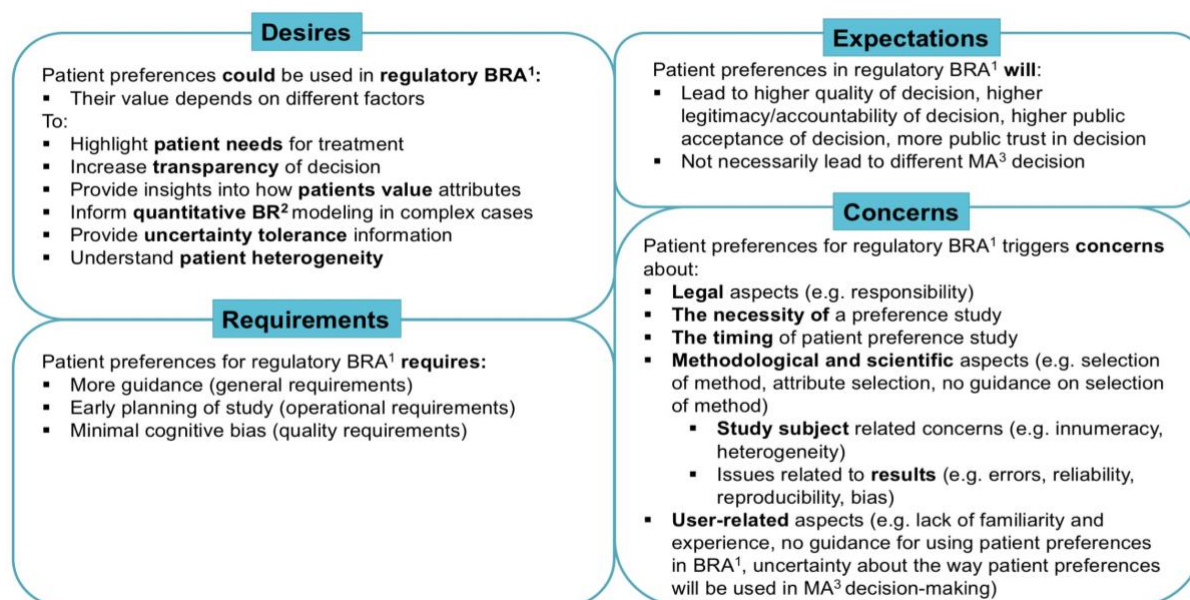 Desires
Patient preferences could be used in regulatory BRA¹:
▪ Their value depends on different factors
To:
▪ Highlight patient needs for treatment
▪ Increase transparency of decision
▪ Provide insights into how patients value attributes
▪ Inform quantitative BR² modeling in complex cases
▪ Provide uncertainty tolerance information
▪ Understand patient heterogeneity
Requirements
Patient preferences for regulatory BRA¹ requires:
▪ More guidance (general requirements)
▪ Early planning of study (operational requirements)
▪ Minimal cognitive bias (quality requirements)
Expectations
Patient preferences in regulatory BRA¹ will:
▪ Lead to higher quality of decision, higher
legitimacy/accountability of decision, higher public
acceptance of decision, more public trust in decision
▪ Not necessarily lead to different MA³ decision
Concerns
Patient preferences for regulatory BRA¹ triggers concerns
about:
▪ Legal aspects (e.g. responsibility)
▪ The necessity of a preference study
▪ The timing of patient preference study
▪ Methodological and scientific aspects (e.g. selection
of method, attribute selection, no guidance on selection
of method)
▪ Study subject related concerns (e.g. innumeracy,
heterogeneity)
▪ Issues related to results (e.g. errors, reliability,
reproducibility, bias)
▪ User-related aspects (e.g. lack of familiarity and
experience, no guidance for using patient preferences
in BRA¹, uncertainty about the way patient preferences
will be used in MA³ decision-making)